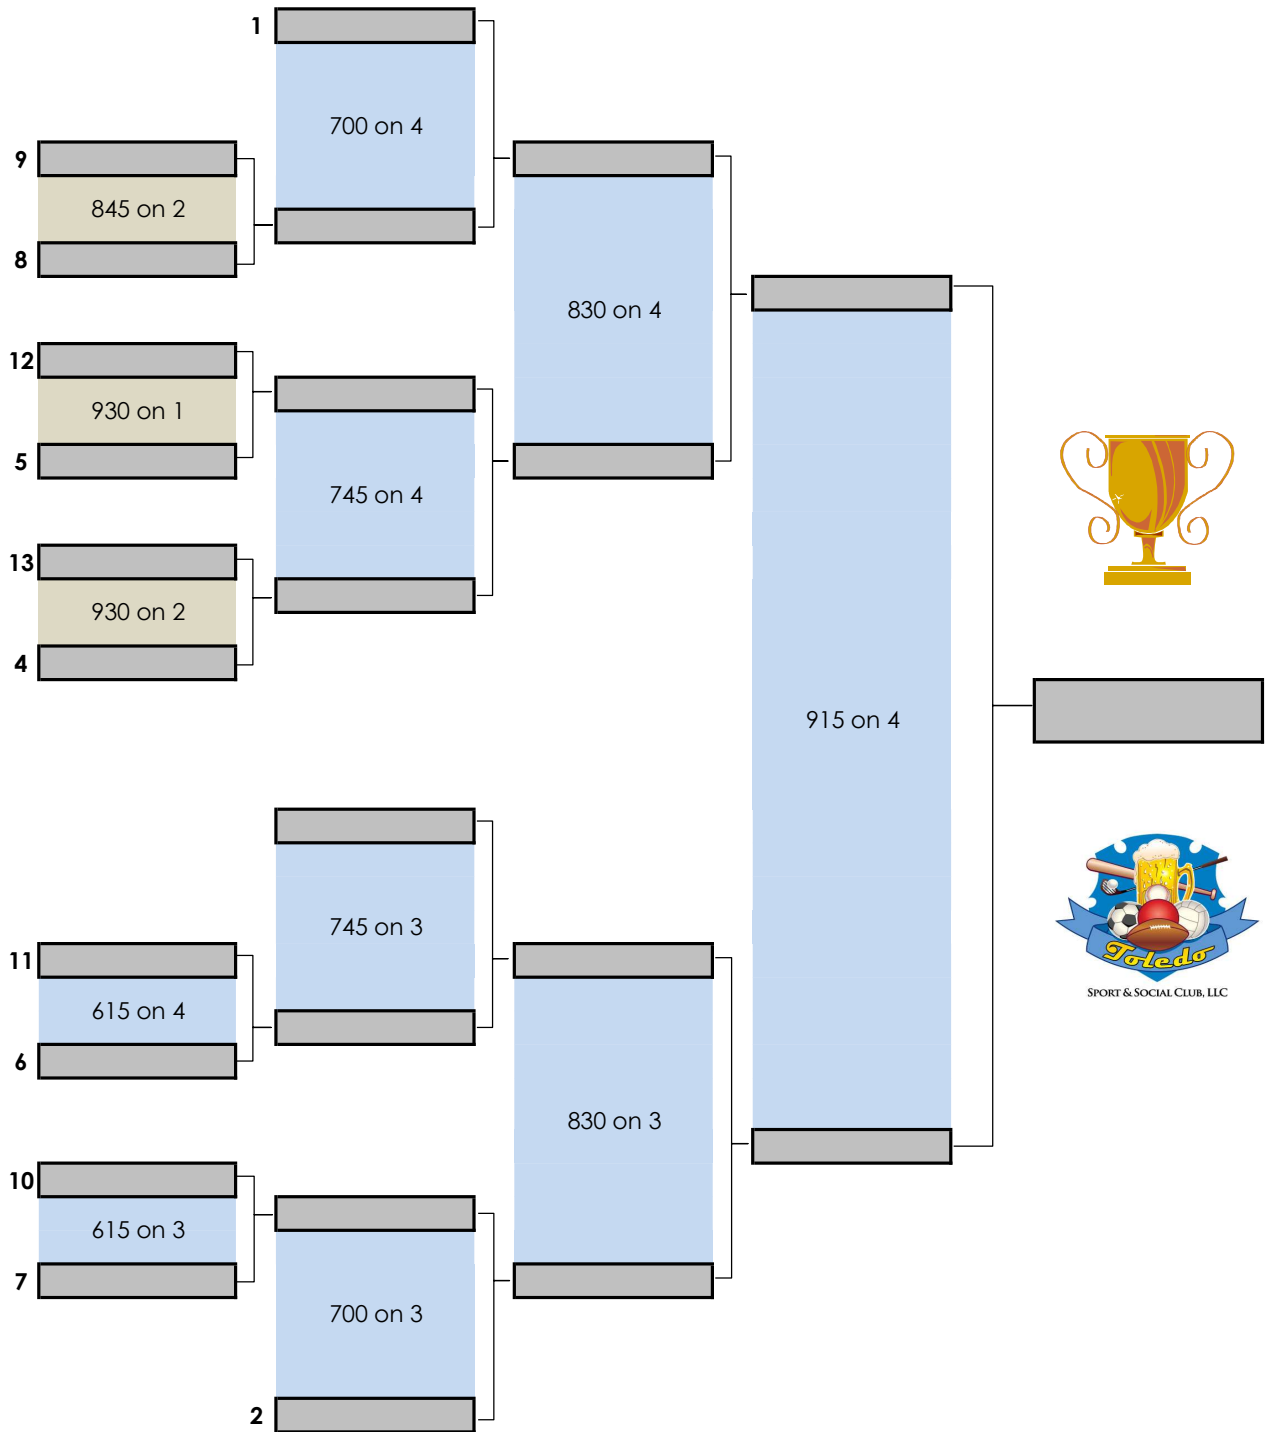 1
700 on 4
9
845 on 2
8
830 on 4
12
930 on 1
5
745 on 4
13
930 on 2
4
915 on 4
745 on 3
11
615 on 4
6
Toledo
SPORT & SOCIAL CLUB, LLC
830 on 3
10
615 on 3
7
700 on 3
2